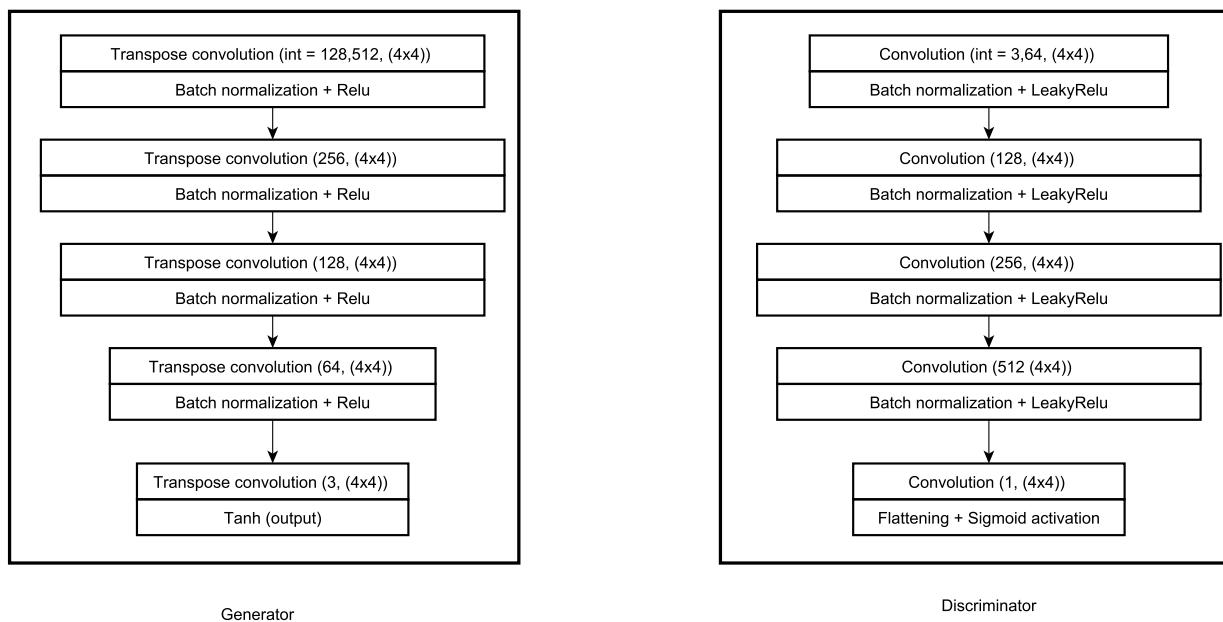 Transpose convolution (int = 128,512, (4x4))
Batch normalization + Relu
Transpose convolution (256, (4x4))
Batch normalization + Relu
Transpose convolution (128, (4x4))
Batch normalization + Relu
Transpose convolution (64, (4x4))
Batch normalization + Relu
Transpose convolution (3, (4x4))
Tanh (output)
Generator
Convolution (int = 3,64, (4x4))
Batch normalization + LeakyRelu
Convolution (128, (4x4))
Batch normalization + LeakyRelu
Convolution (256, (4x4))
Batch normalization + LeakyRelu
Convolution (512 (4x4))
Batch normalization + LeakyRelu
Convolution (1, (4x4))
Flattening + Sigmoid activation
Discriminator